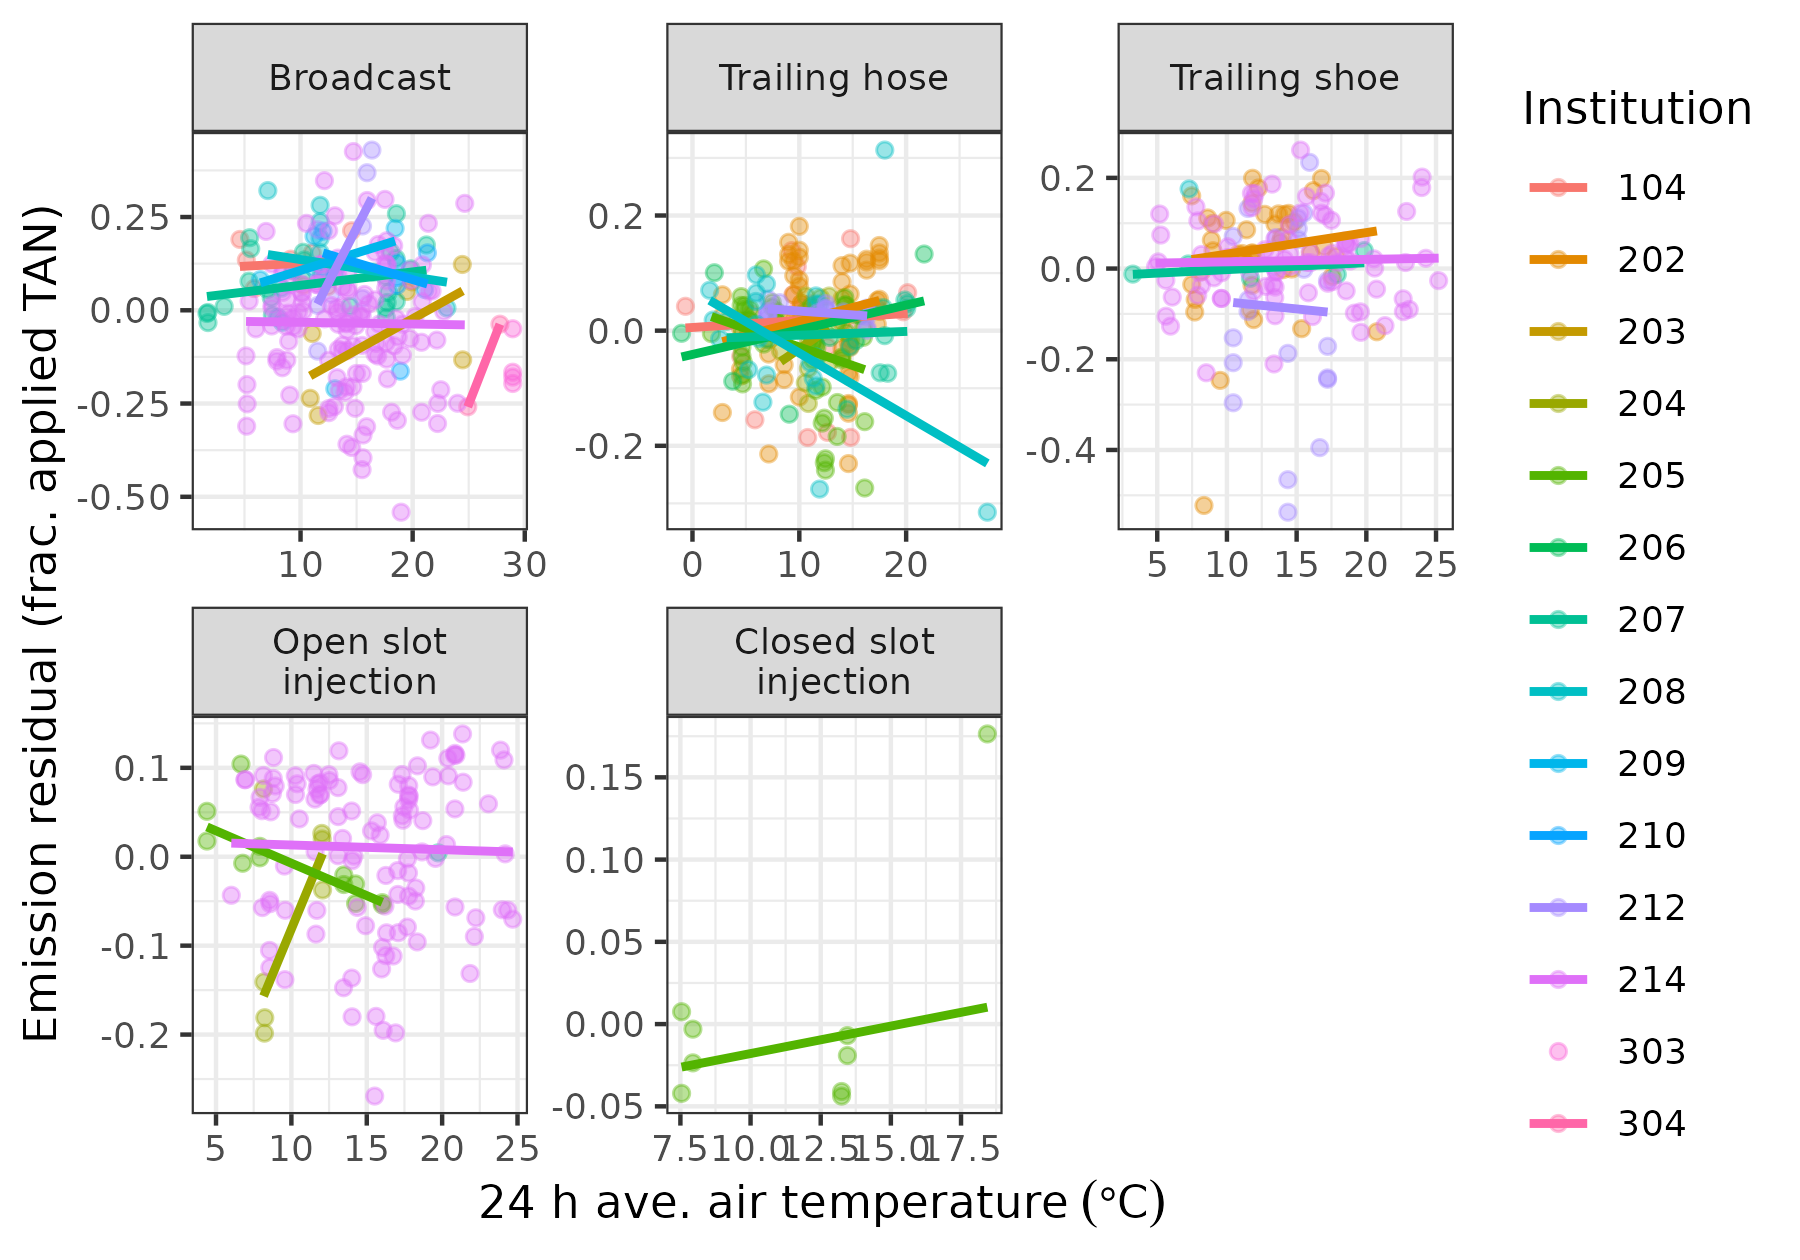 Broadcast
Trailing hose
Trailing shoe
Institution
104
202
203
204
205
206
207
208
209
210
212
214
303
304
Emission residual (frac. applied TAN)
0.25
0.00
-0.25
-0.50
10 20 30
0.2
0.0
-0.2
0 10 20
0.2
0.0
-0.2
-0.4
5 10 15 20 25
Open slot
injection
Closed slot
injection
0.1
0.0
-0.1
-0.2
5 10 15 20 25
0.15
0.10
0.05
0.00
-0.05
7.5 10.0 12.5 15.0 17.5
24 h ave. air temperature (°C)